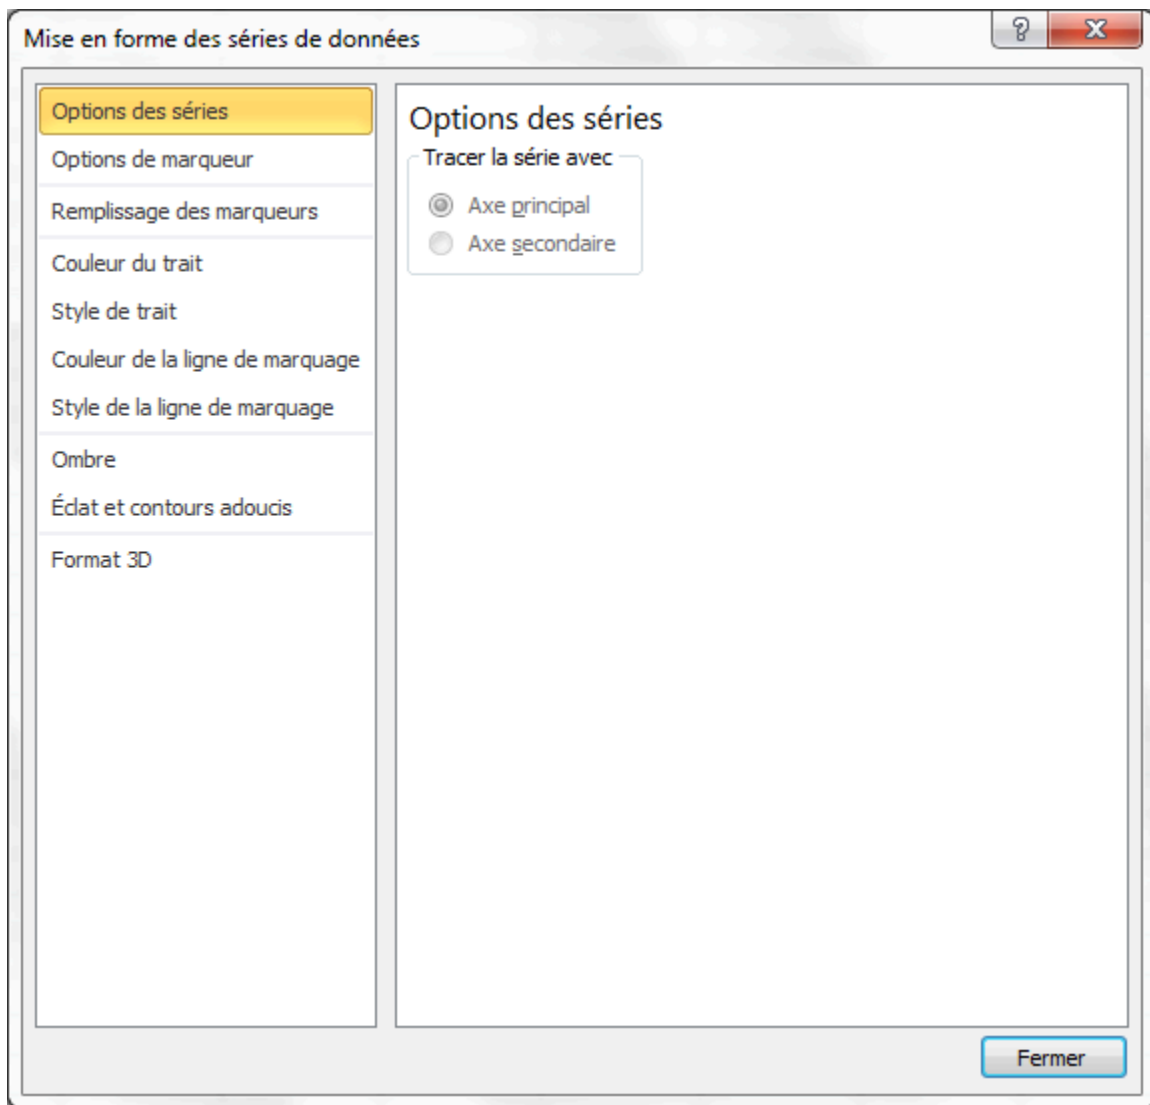 Mise en forme des séries de données
?
X
Options des séries
Options de marqueur
Remplissage des marqueurs
Couleur du trait
Style de trait
Couleur de la ligne de marquage
Style de la ligne de marquage
Ombre
Éclat et contours adoucis
Format 3D
Options des séries
Tracer la série avec
Axe principal
Axe secondaire
Fermer